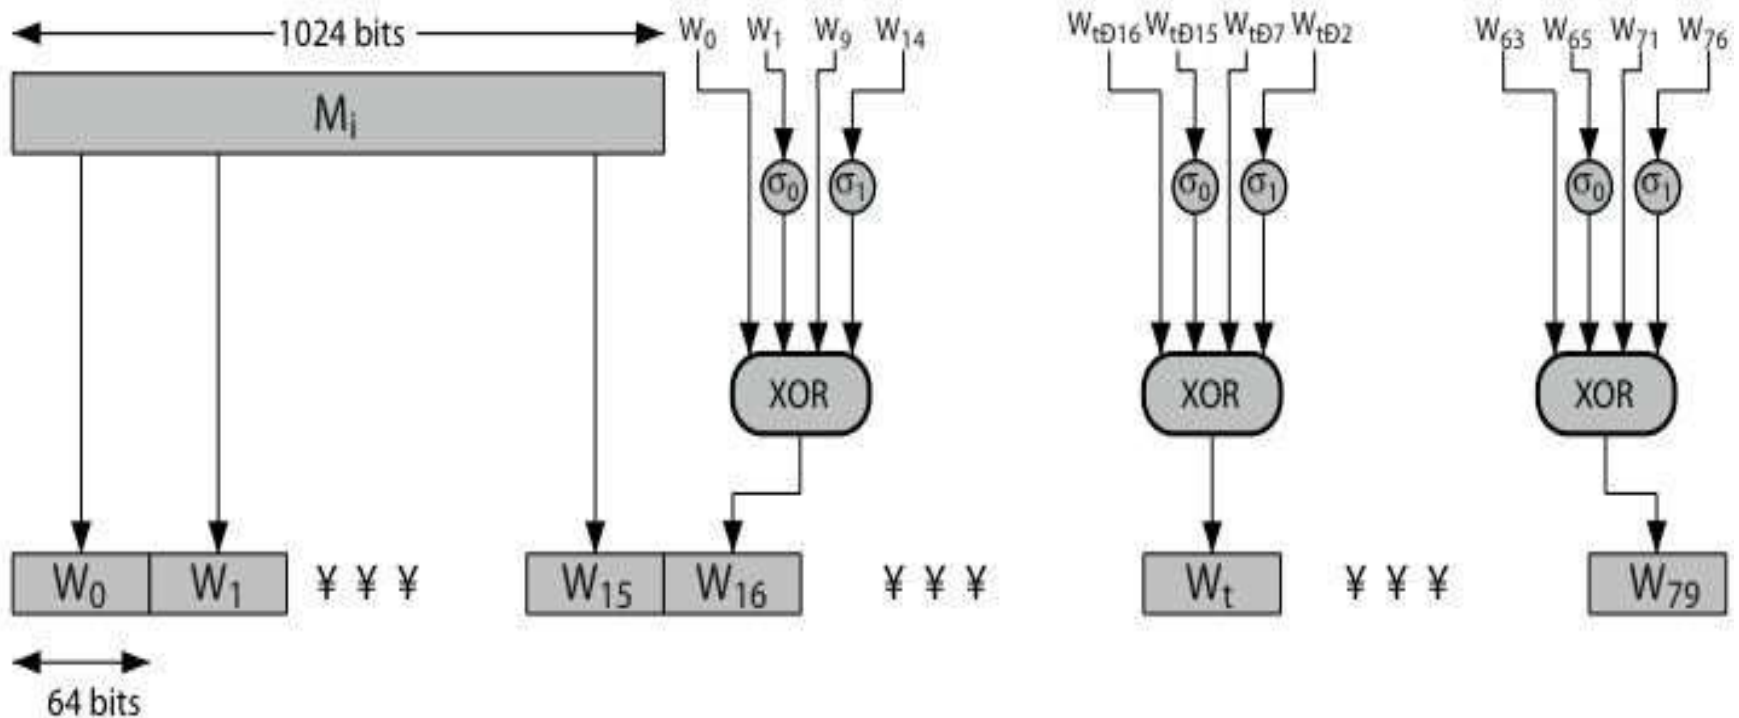 1024 bits
W₀ W₁ W₉ W₁₄
WₜÐ₁₆ WₜÐ₁₅ WₜÐ₇ WₜÐ₂
W₆₃ W₆₅ W₇₁ W₇₆
Mᵢ
σ₀ σ₁
σ₀ σ₁
σ₀ σ₁
XOR
XOR
XOR
W₀ W₁ ¥ ¥ ¥ W₁₅ W₁₆ ¥ ¥ ¥ Wₜ ¥ ¥ ¥ W₇₉
64 bits